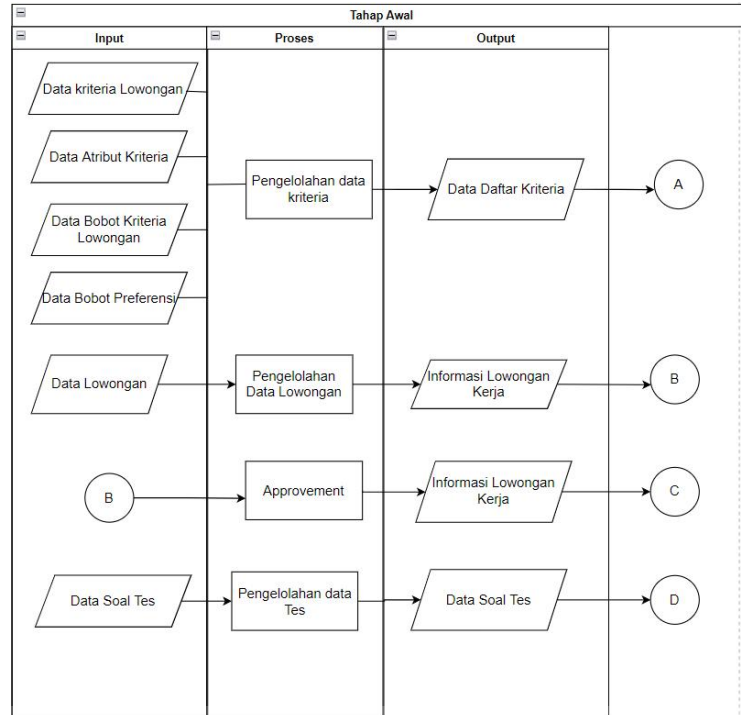 Tahap Awal
Input
Proses
Output
Data kriteria Lowongan
Data Atribut Kriteria
Data Bobot Kriteria
Lowongan
Data Bobot Preferensi
Pengelolahan data
kriteria
Data Daftar Kriteria
A
Data Lowongan
Pengelolahan
Data Lowongan
Informasi Lowongan
Kerja
B
B
Approvement
Informasi Lowongan
Kerja
C
Data Soal Tes
Pengelolahan data
Tes
Data Soal Tes
D